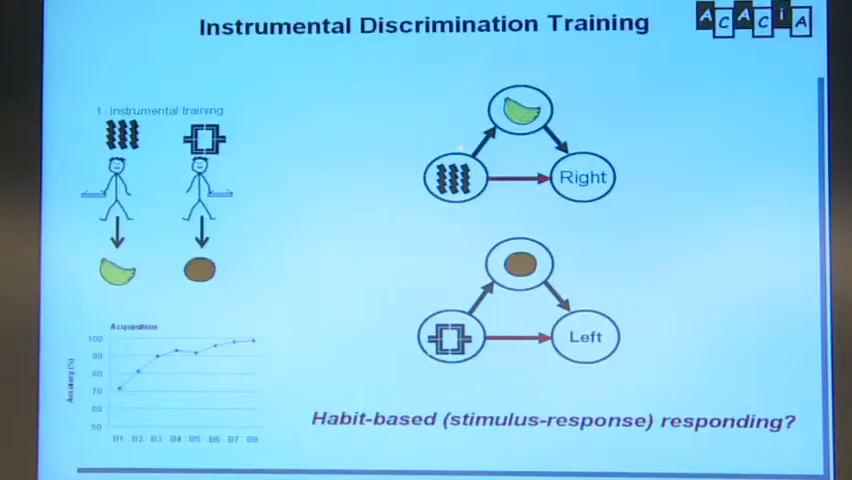 Instrumental Discrimination Training
ACACiA
1 Instrumental training
Right
Left
Acquisition
Accuracy (%)
100
90
80
70
60
50
B1 B2 B3 B4 B5 B6 B7 B8
Habit-based (stimulus-response) responding?